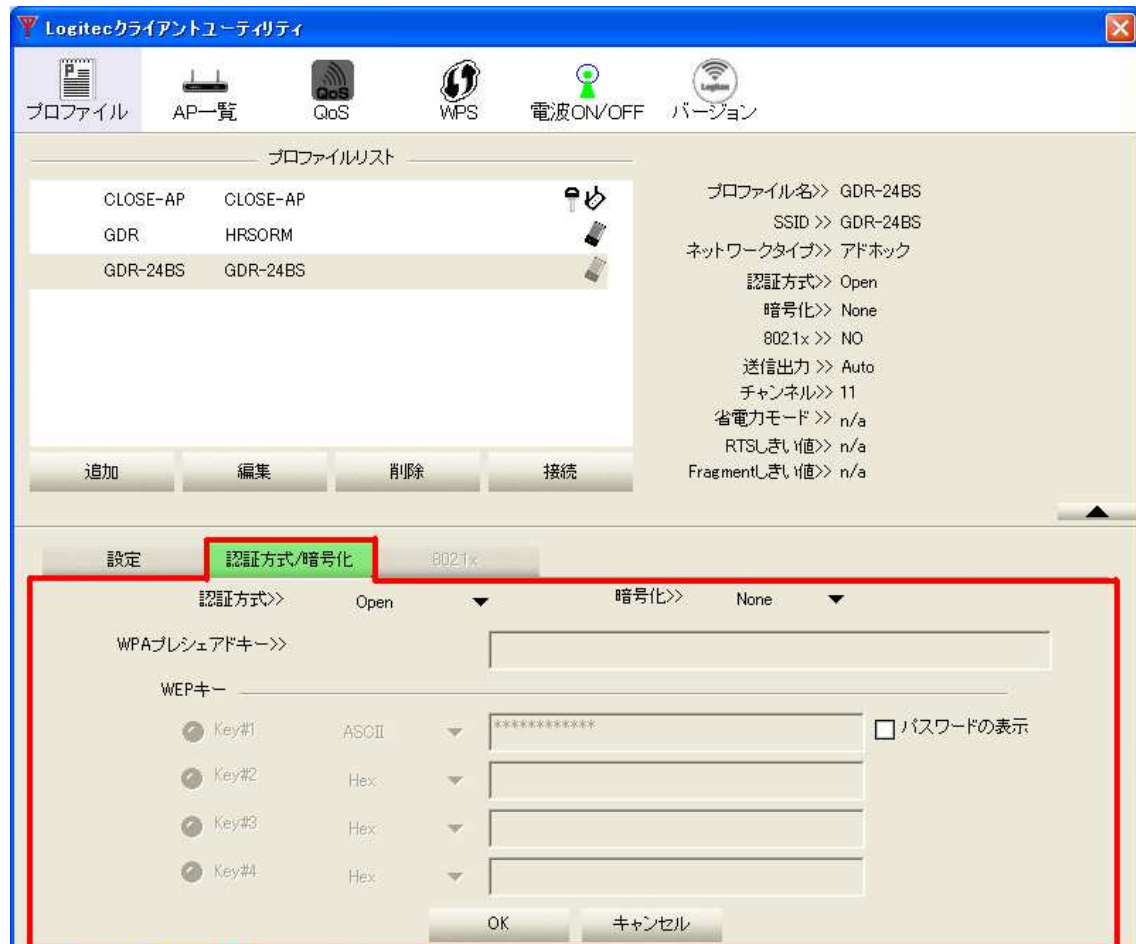 Logitecクライアントユーティリティ
プロファイル AP一覧 QoS WPS 電波ON/OFF バージョン
プロファイルリスト
CLOSE-AP CLOSE-AP
GDR HRSORM
GDR-24BS GDR-24BS
追加 編集 削除 接続
プロファイル名>> GDR-24BS
SSID >> GDR-24BS
ネットワークタイプ>> アドホック
認証方式>> Open
暗号化>> None
802.1x >> NO
送信出力 >> Auto
チャンネル>> 11
省電力モード >> n/a
RTSしきい値>> n/a
Fragmentしきい値>> n/a
設定 認証方式/暗号化 802.1x
認証方式>> Open 暗号化>> None
WPAプレシェアドキー>>
WEPキー
Key#1 ASCII ************ パスワードの表示
Key#2 Hex
Key#3 Hex
Key#4 Hex
OK キャンセル